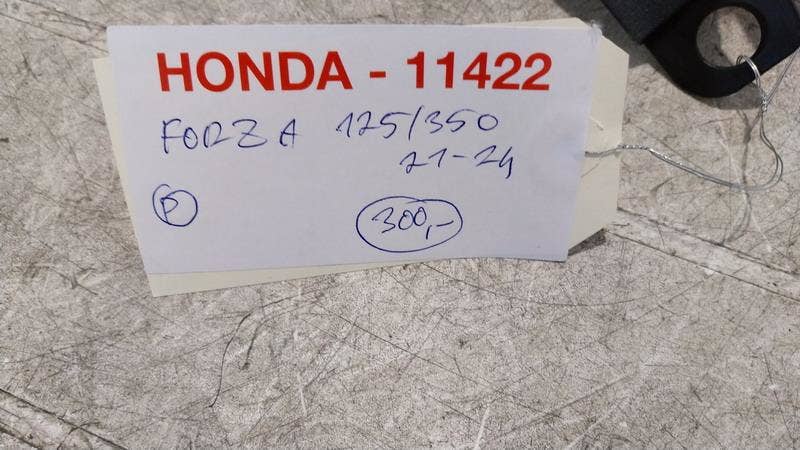 HONDA - 11422
FORZA 125/350
21-24
P
300,-